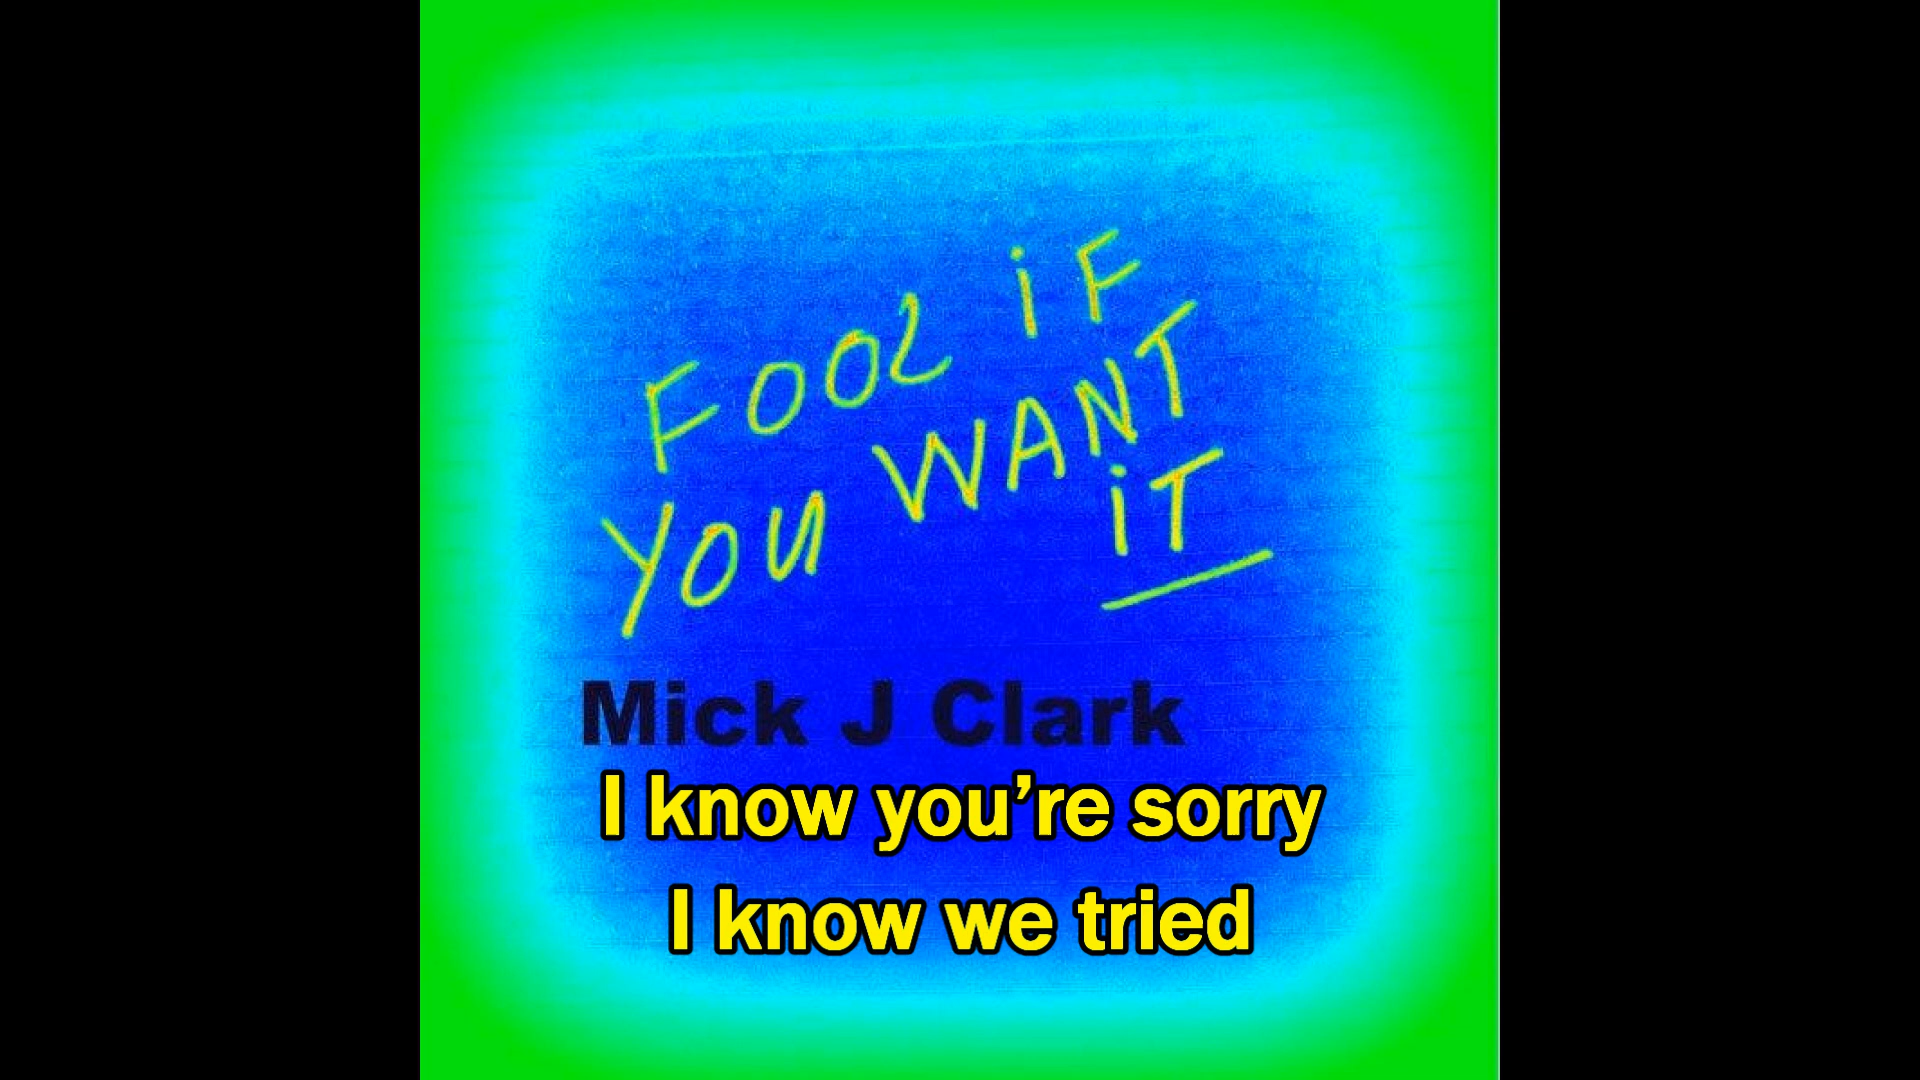 FOOL iF
YOU WANT
iT
Mick J Clark
I know you’re sorry
I know we tried